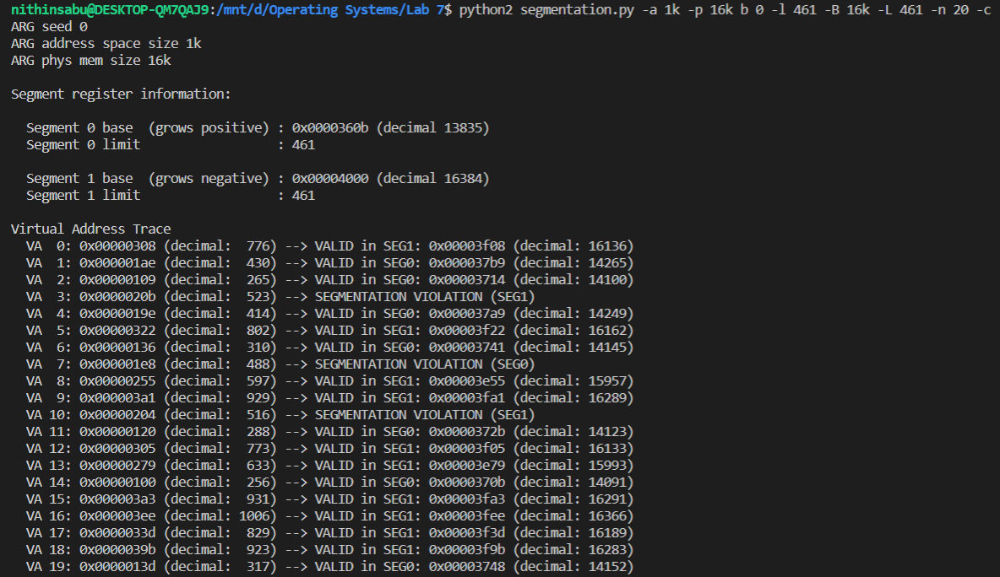 nithinsabu@DESKTOP-QM7QAJ9:/mnt/d/Operating Systems/Lab 7$ python2 segmentation.py -a 1k -p 16k b 0 -l 461 -B 16k -L 461 -n 20 -c
ARG seed 0
ARG address space size 1k
ARG phys mem size 16k
Segment register information:
Segment 0 base  (grows positive) : 0x0000360b (decimal 13835)
Segment 0 limit                  : 461
Segment 1 base  (grows negative) : 0x00004000 (decimal 16384)
Segment 1 limit                  : 461
Virtual Address Trace
VA  0: 0x00000308 (decimal:  776) --> VALID in SEG1: 0x00003f08 (decimal: 16136)
VA  1: 0x000001ae (decimal:  430) --> VALID in SEG0: 0x000037b9 (decimal: 14265)
VA  2: 0x00000109 (decimal:  265) --> VALID in SEG0: 0x00003714 (decimal: 14100)
VA  3: 0x0000020b (decimal:  523) --> SEGMENTATION VIOLATION (SEG1)
VA  4: 0x0000019e (decimal:  414) --> VALID in SEG0: 0x000037a9 (decimal: 14249)
VA  5: 0x00000322 (decimal:  802) --> VALID in SEG1: 0x00003f22 (decimal: 16162)
VA  6: 0x00000136 (decimal:  310) --> VALID in SEG0: 0x00003741 (decimal: 14145)
VA  7: 0x000001e8 (decimal:  488) --> SEGMENTATION VIOLATION (SEG0)
VA  8: 0x00000255 (decimal:  597) --> VALID in SEG1: 0x00003e55 (decimal: 15957)
VA  9: 0x000003a1 (decimal:  929) --> VALID in SEG1: 0x00003fa1 (decimal: 16289)
VA 10: 0x00000204 (decimal:  516) --> SEGMENTATION VIOLATION (SEG1)
VA 11: 0x00000120 (decimal:  288) --> VALID in SEG0: 0x0000372b (decimal: 14123)
VA 12: 0x00000305 (decimal:  773) --> VALID in SEG1: 0x00003f05 (decimal: 16133)
VA 13: 0x00000279 (decimal:  633) --> VALID in SEG1: 0x00003e79 (decimal: 15993)
VA 14: 0x00000100 (decimal:  256) --> VALID in SEG0: 0x0000370b (decimal: 14091)
VA 15: 0x000003a3 (decimal:  931) --> VALID in SEG1: 0x00003fa3 (decimal: 16291)
VA 16: 0x000003ee (decimal: 1006) --> VALID in SEG1: 0x00003fee (decimal: 16366)
VA 17: 0x0000033d (decimal:  829) --> VALID in SEG1: 0x00003f3d (decimal: 16189)
VA 18: 0x0000039b (decimal:  923) --> VALID in SEG1: 0x00003f9b (decimal: 16283)
VA 19: 0x0000013d (decimal:  317) --> VALID in SEG0: 0x00003748 (decimal: 14152)